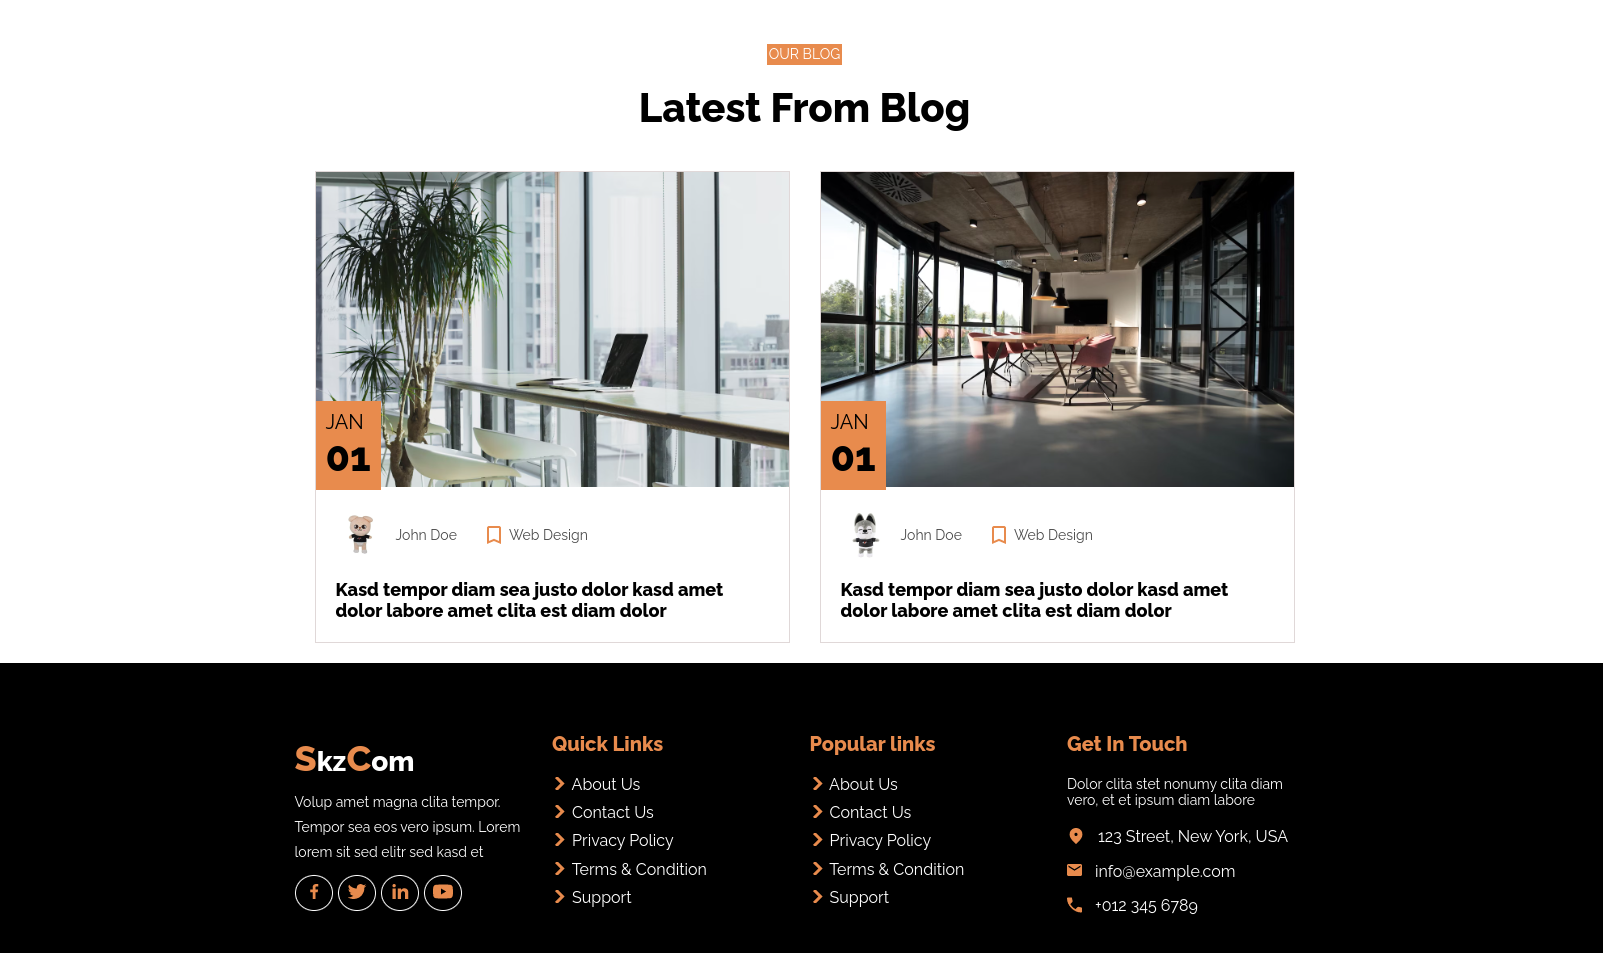 OUR BLOG
Latest From Blog
JAN
01
John Doe
Web Design
Kasd tempor diam sea justo dolor kasd amet
dolor labore amet clita est diam dolor
JAN
01
John Doe
Web Design
Kasd tempor diam sea justo dolor kasd amet
dolor labore amet clita est diam dolor
SkzCom
Volup amet magna clita tempor.
Tempor sea eos vero ipsum. Lorem
lorem sit sed elitr sed kasd et
Quick Links
About Us
Contact Us
Privacy Policy
Terms & Condition
Support
Popular links
About Us
Contact Us
Privacy Policy
Terms & Condition
Support
Get In Touch
Dolor clita stet nonumy clita diam
vero, et et ipsum diam labore
123 Street, New York, USA
info@example.com
+012 345 6789